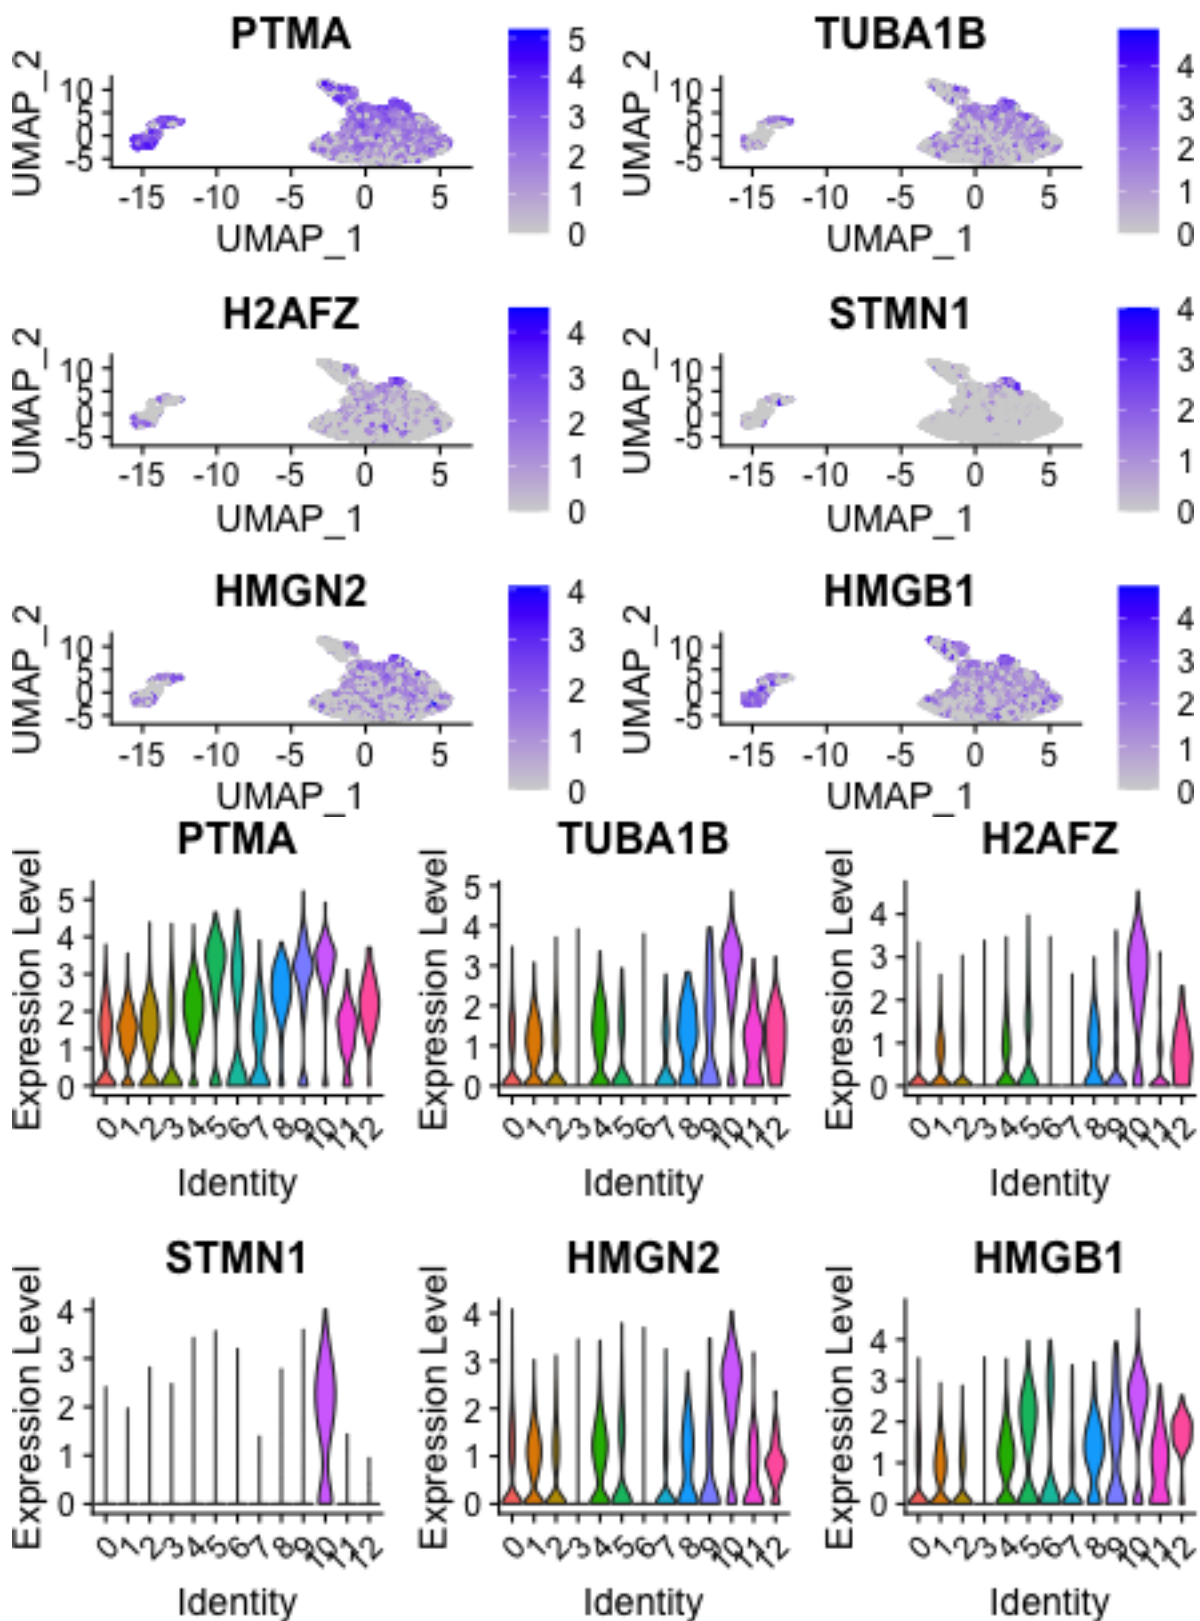 PTMA TUBA1B
UMAP_2 10 5 0 -5 5 4 3 2 1 0 UMAP_2 10 5 0 -5 4 3 2 1 0
-15 -10 -5 0 5 -15 -10 -5 0 5
UMAP_1 UMAP_1
H2AFZ STMN1
UMAP_2 10 5 0 -5 4 3 2 1 0 UMAP_2 10 5 0 -5 4 3 2 1 0
-15 -10 -5 0 5 -15 -10 -5 0 5
UMAP_1 UMAP_1
HMGN2 HMGB1
UMAP_2 10 5 0 -5 4 3 2 1 0 UMAP_2 10 5 0 -5 4 3 2 1 0
-15 -10 -5 0 5 -15 -10 -5 0 5
UMAP_1 UMAP_1
PTMA TUBA1B H2AFZ
Expression Level 5 4 3 2 1 0 Expression Level 5 4 3 2 1 0 Expression Level 4 3 2 1 0
0 1 2 3 4 5 6 7 8 9 10 11 12 0 1 2 3 4 5 6 7 8 9 10 11 12 0 1 2 3 4 5 6 7 8 9 10 11 12
Identity Identity Identity
STMN1 HMGN2 HMGB1
Expression Level 4 3 2 1 0 Expression Level 4 3 2 1 0 Expression Level 4 3 2 1 0
0 1 2 3 4 5 6 7 8 9 10 11 12 0 1 2 3 4 5 6 7 8 9 10 11 12 0 1 2 3 4 5 6 7 8 9 10 11 12
Identity Identity Identity